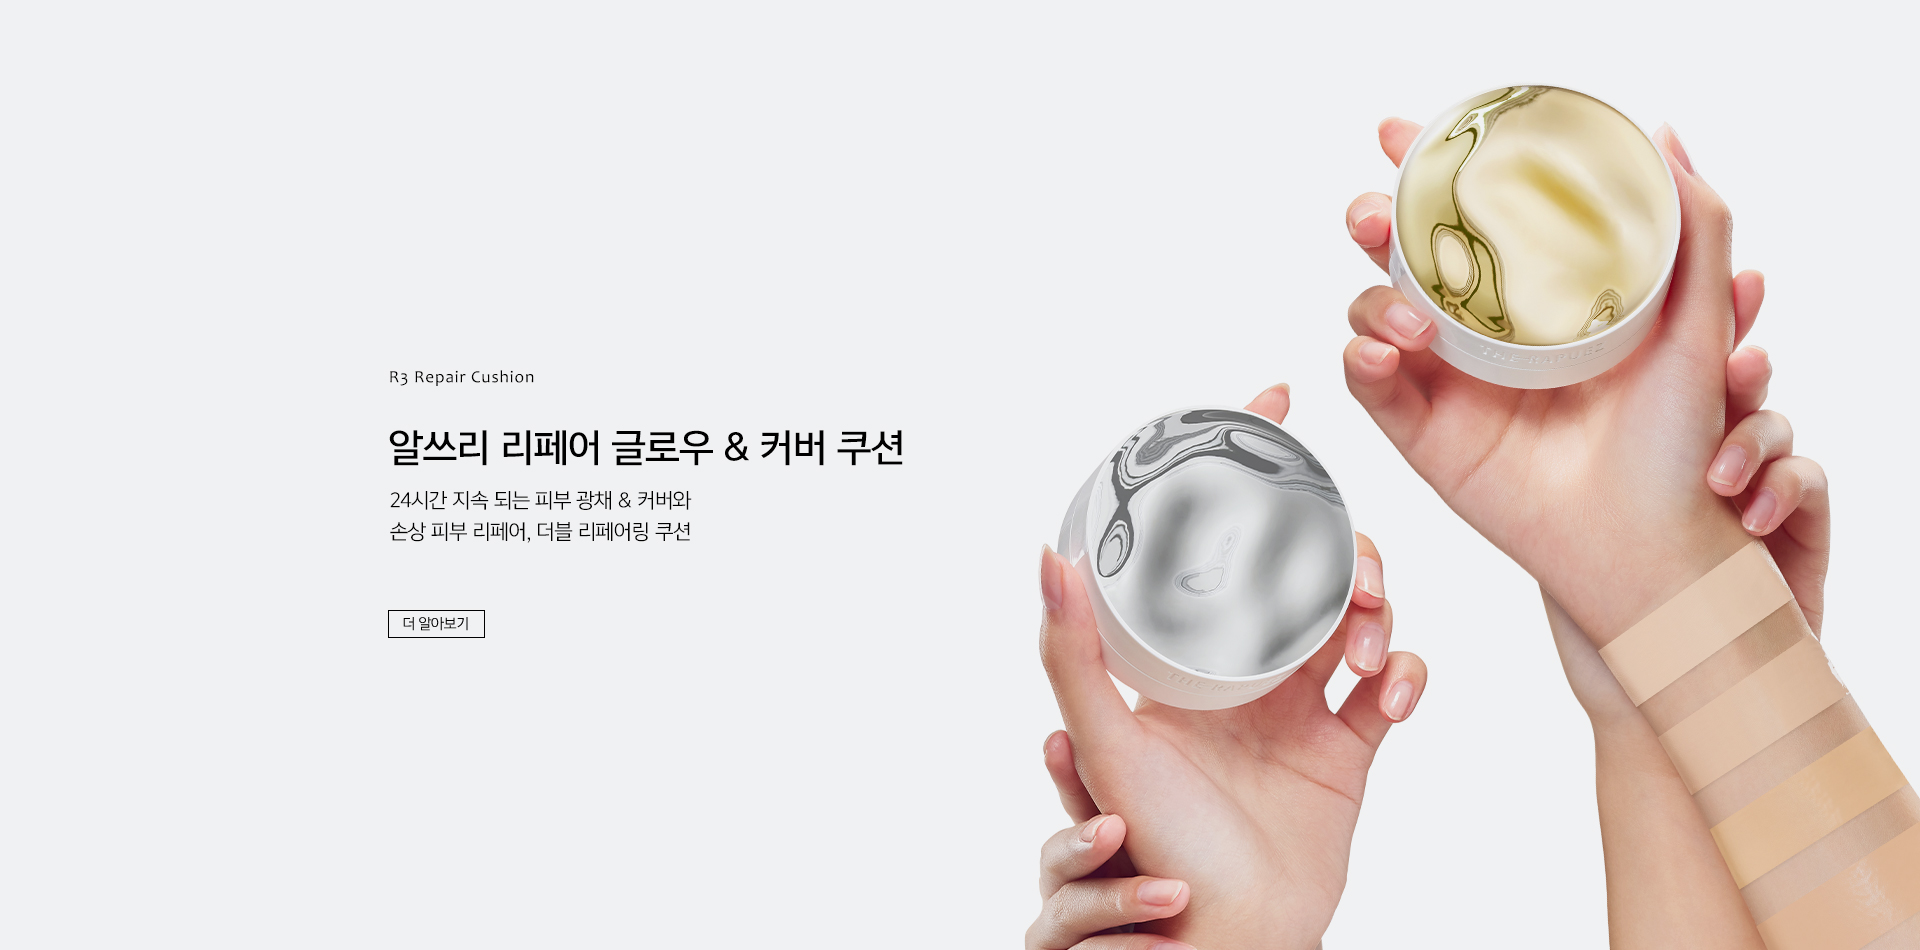 R3 Repair Cushion
알쓰리 리페어 글로우 & 커버 쿠션
24시간 지속 되는 피부 광채 & 커버와
손상 피부 리페어, 더블 리페어링 쿠션
더 알아보기